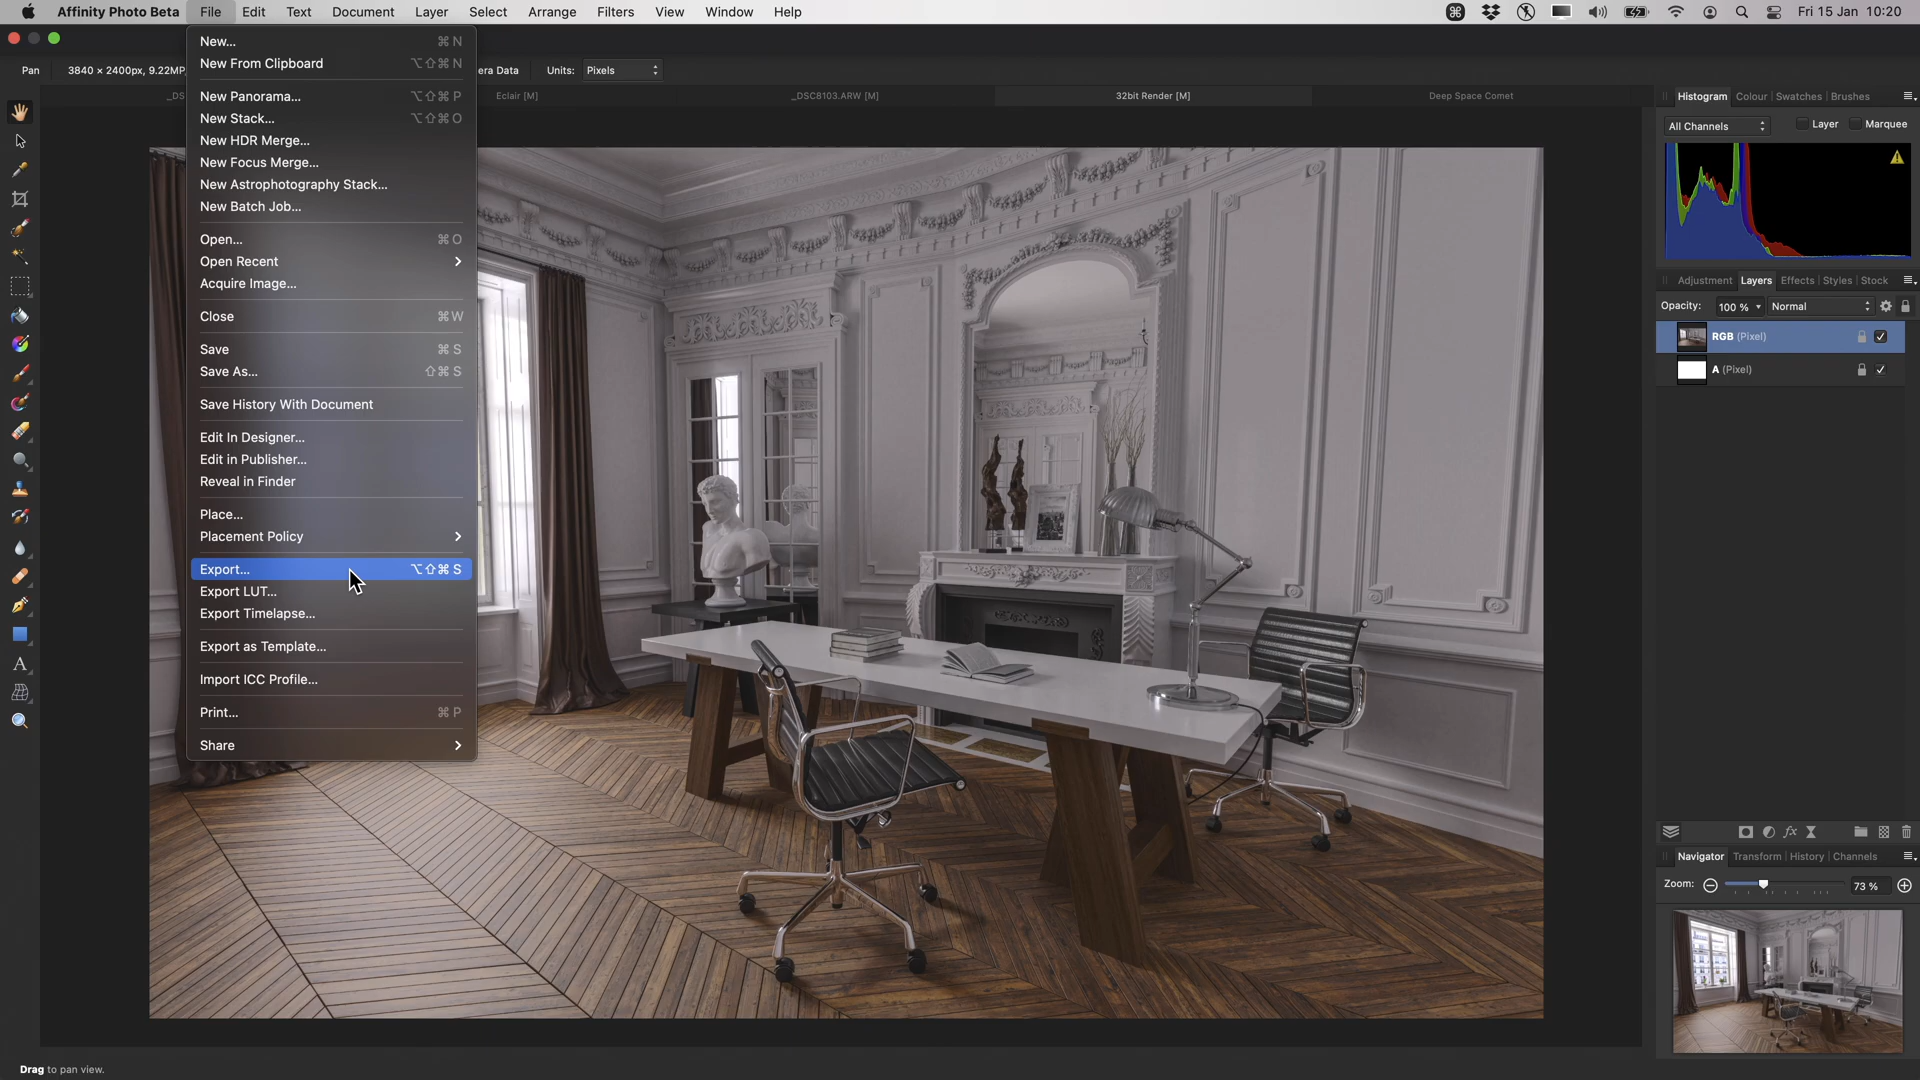 Affinity Photo Beta File Edit Text Document Layer Select Arrange Filters View Window Help Fri 15 Jan 10:20
Pan 3840 × 2400px, 9.22MP, era Data Units: Pixels
_DS Eclair [M] _DSC8103.ARW [M] 32bit Render [M] Deep Space Comet
New... ⌘ N
New From Clipboard ⌥⇧⌘ N
New Panorama... ⌥⇧⌘ P
New Stack... ⌥⇧⌘ O
New HDR Merge...
New Focus Merge...
New Astrophotography Stack...
New Batch Job...
Open... ⌘ O
Open Recent
Acquire Image...
Close ⌘ W
Save ⌘ S
Save As... ⇧⌘ S
Save History With Document
Edit In Designer...
Edit in Publisher...
Reveal in Finder
Place...
Placement Policy
Export... ⌥⇧⌘ S
Export LUT...
Export Timelapse...
Export as Template...
Import ICC Profile...
Print... ⌘ P
Share
Histogram Colour Swatches Brushes
All Channels Layer Marquee
Adjustment Layers Effects Styles Stock
Opacity: 100 % Normal
RGB (Pixel)
A (Pixel)
Navigator Transform History Channels
Zoom: 73 %
Drag to pan view.